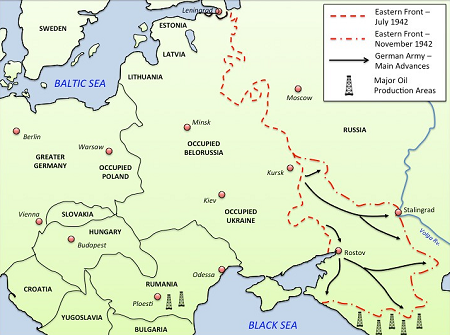 Eastern Front –
July 1942
Eastern Front –
November 1942
German Army –
Main Advances
Major Oil
Production Areas
Leningrad
ESTONIA
SWEDEN
LATVIA
BALTIC SEA
LITHUANIA
Moscow
Berlin
Minsk
RUSSIA
Warsaw
OCCUPIED
BELORUSSIA
GREATER
GERMANY
OCCUPIED
POLAND
Kursk
Kiev
Stalingrad
Vienna
SLOVAKIA
OCCUPIED
UKRAINE
Volga Rv.
HUNGARY
Budapest
Rostov
Odessa
CROATIA
RUMANIA
Ploesti
YUGOSLAVIA
BULGARIA
BLACK SEA